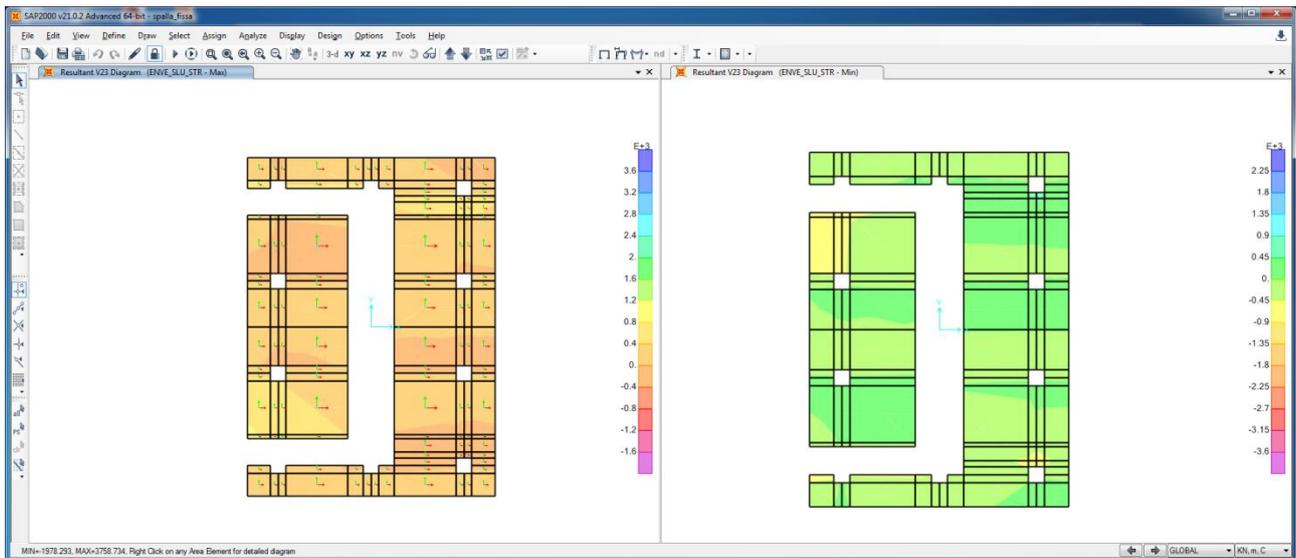 SAP2000 v21.0.2 Advanced 64-bit - spalla_fissa
File Edit View Define Draw Select Assign Analyze Display Design Options Tools Help
3-d xy xz yz nv
nd
Resultant V23 Diagram (ENVE_SLU_STR - Max)
Resultant V23 Diagram (ENVE_SLU_STR - Min)
E+3
3.6
3.2
2.8
2.4
2.
1.6
1.2
0.8
0.4
0.
-0.4
-0.8
-1.2
-1.6
E+3
2.25
1.8
1.35
0.9
0.45
0.
-0.45
-0.9
-1.35
-1.8
-2.25
-2.7
-3.15
-3.6
Y
Y
all
PS
MIN=-1978.293, MAX=3758.734, Right Click on any Area Element for detailed diagram
GLOBAL
KN, m, C